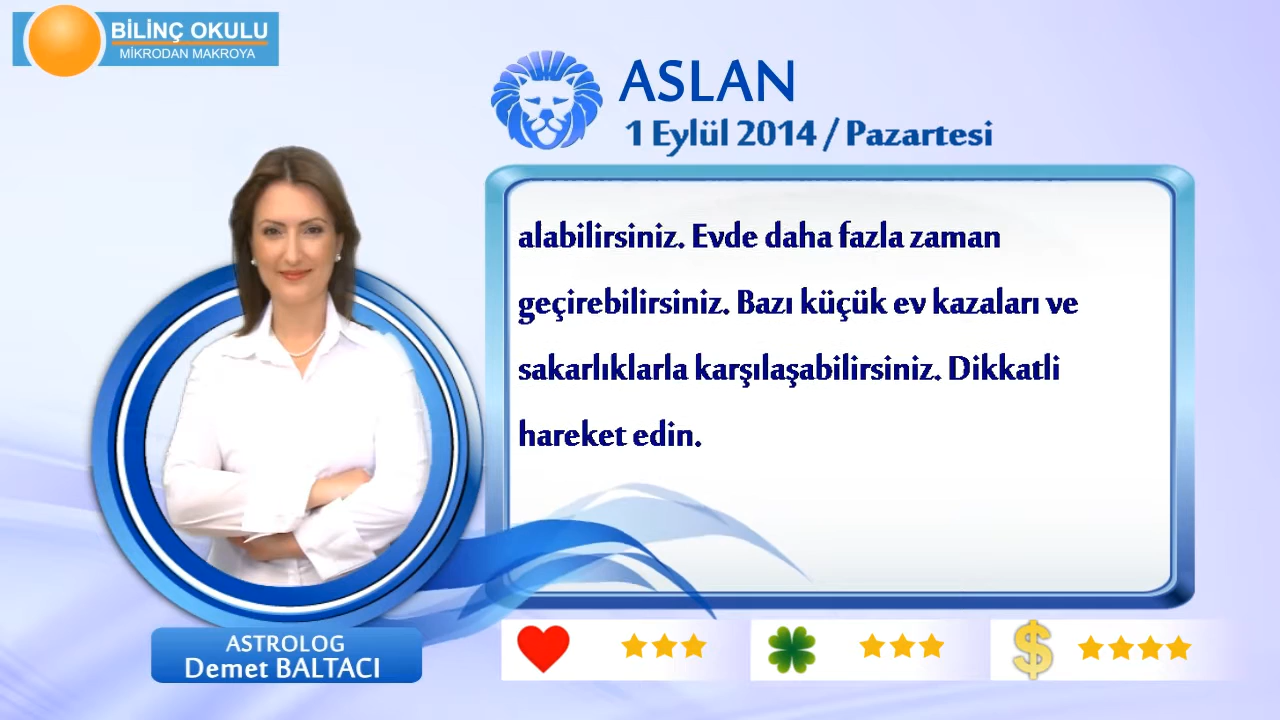 BİLİNÇ OKULU
MİKRODAN MAKROYA
ASLAN
1 Eylül 2014 / Pazartesi
alabilirsiniz. Evde daha fazla zaman
geçirebilirsiniz. Bazı küçük ev kazaları ve
sakarlıklarla karşılaşabilirsiniz. Dikkatli
hareket edin.
ASTROLOG
Demet BALTACI